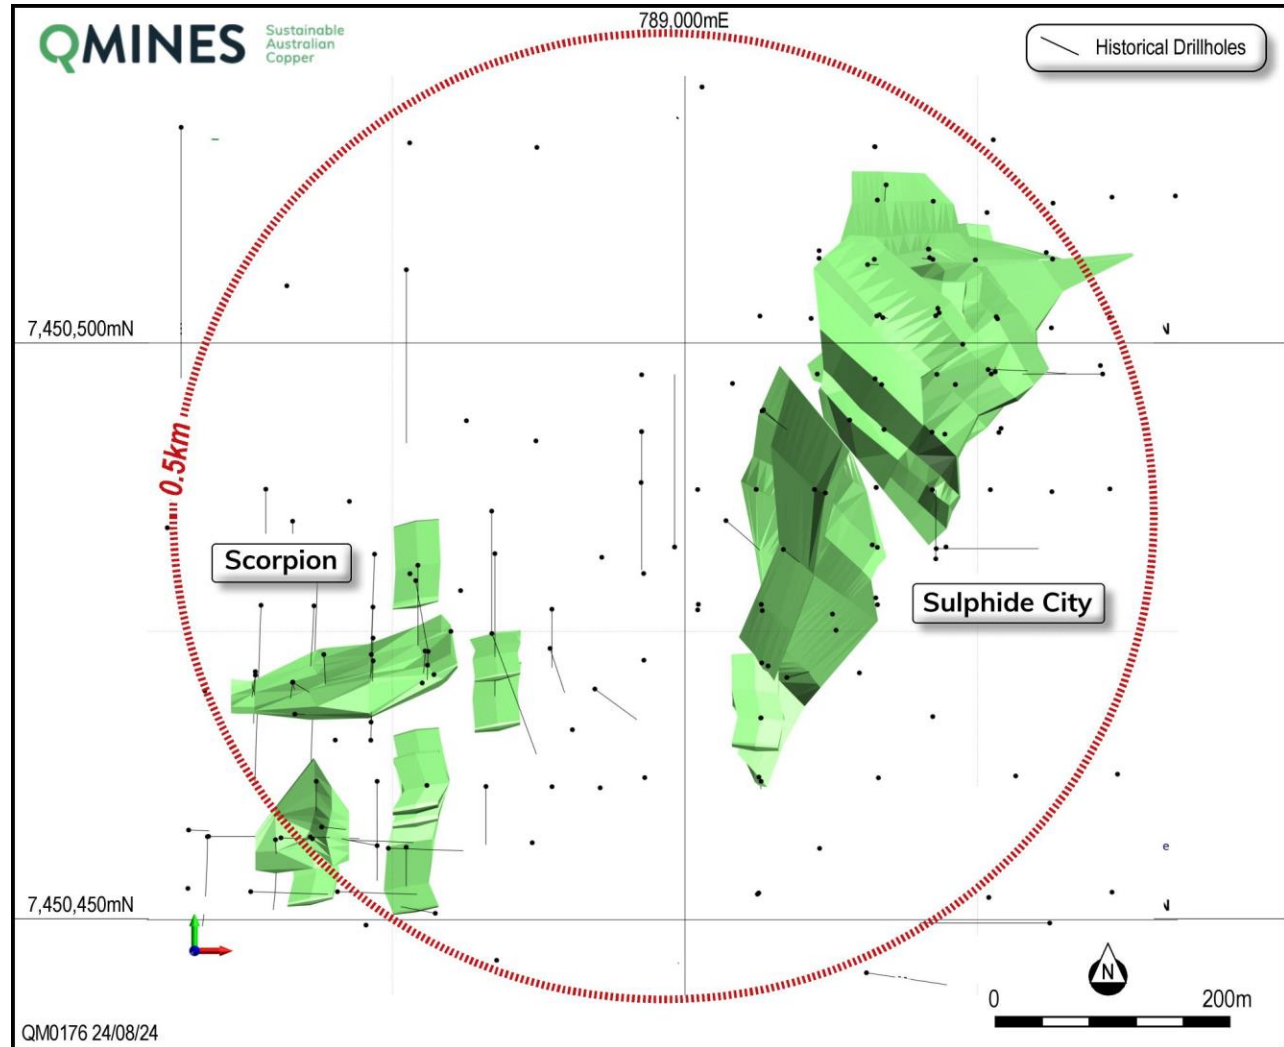 789,000mE
QMINES
Sustainable
Australian
Copper
Historical Drillholes
7,450,500mN
0.5km
Scorpion
Sulphide City
7,450,450mN
N
0
200m
QM0176 24/08/24